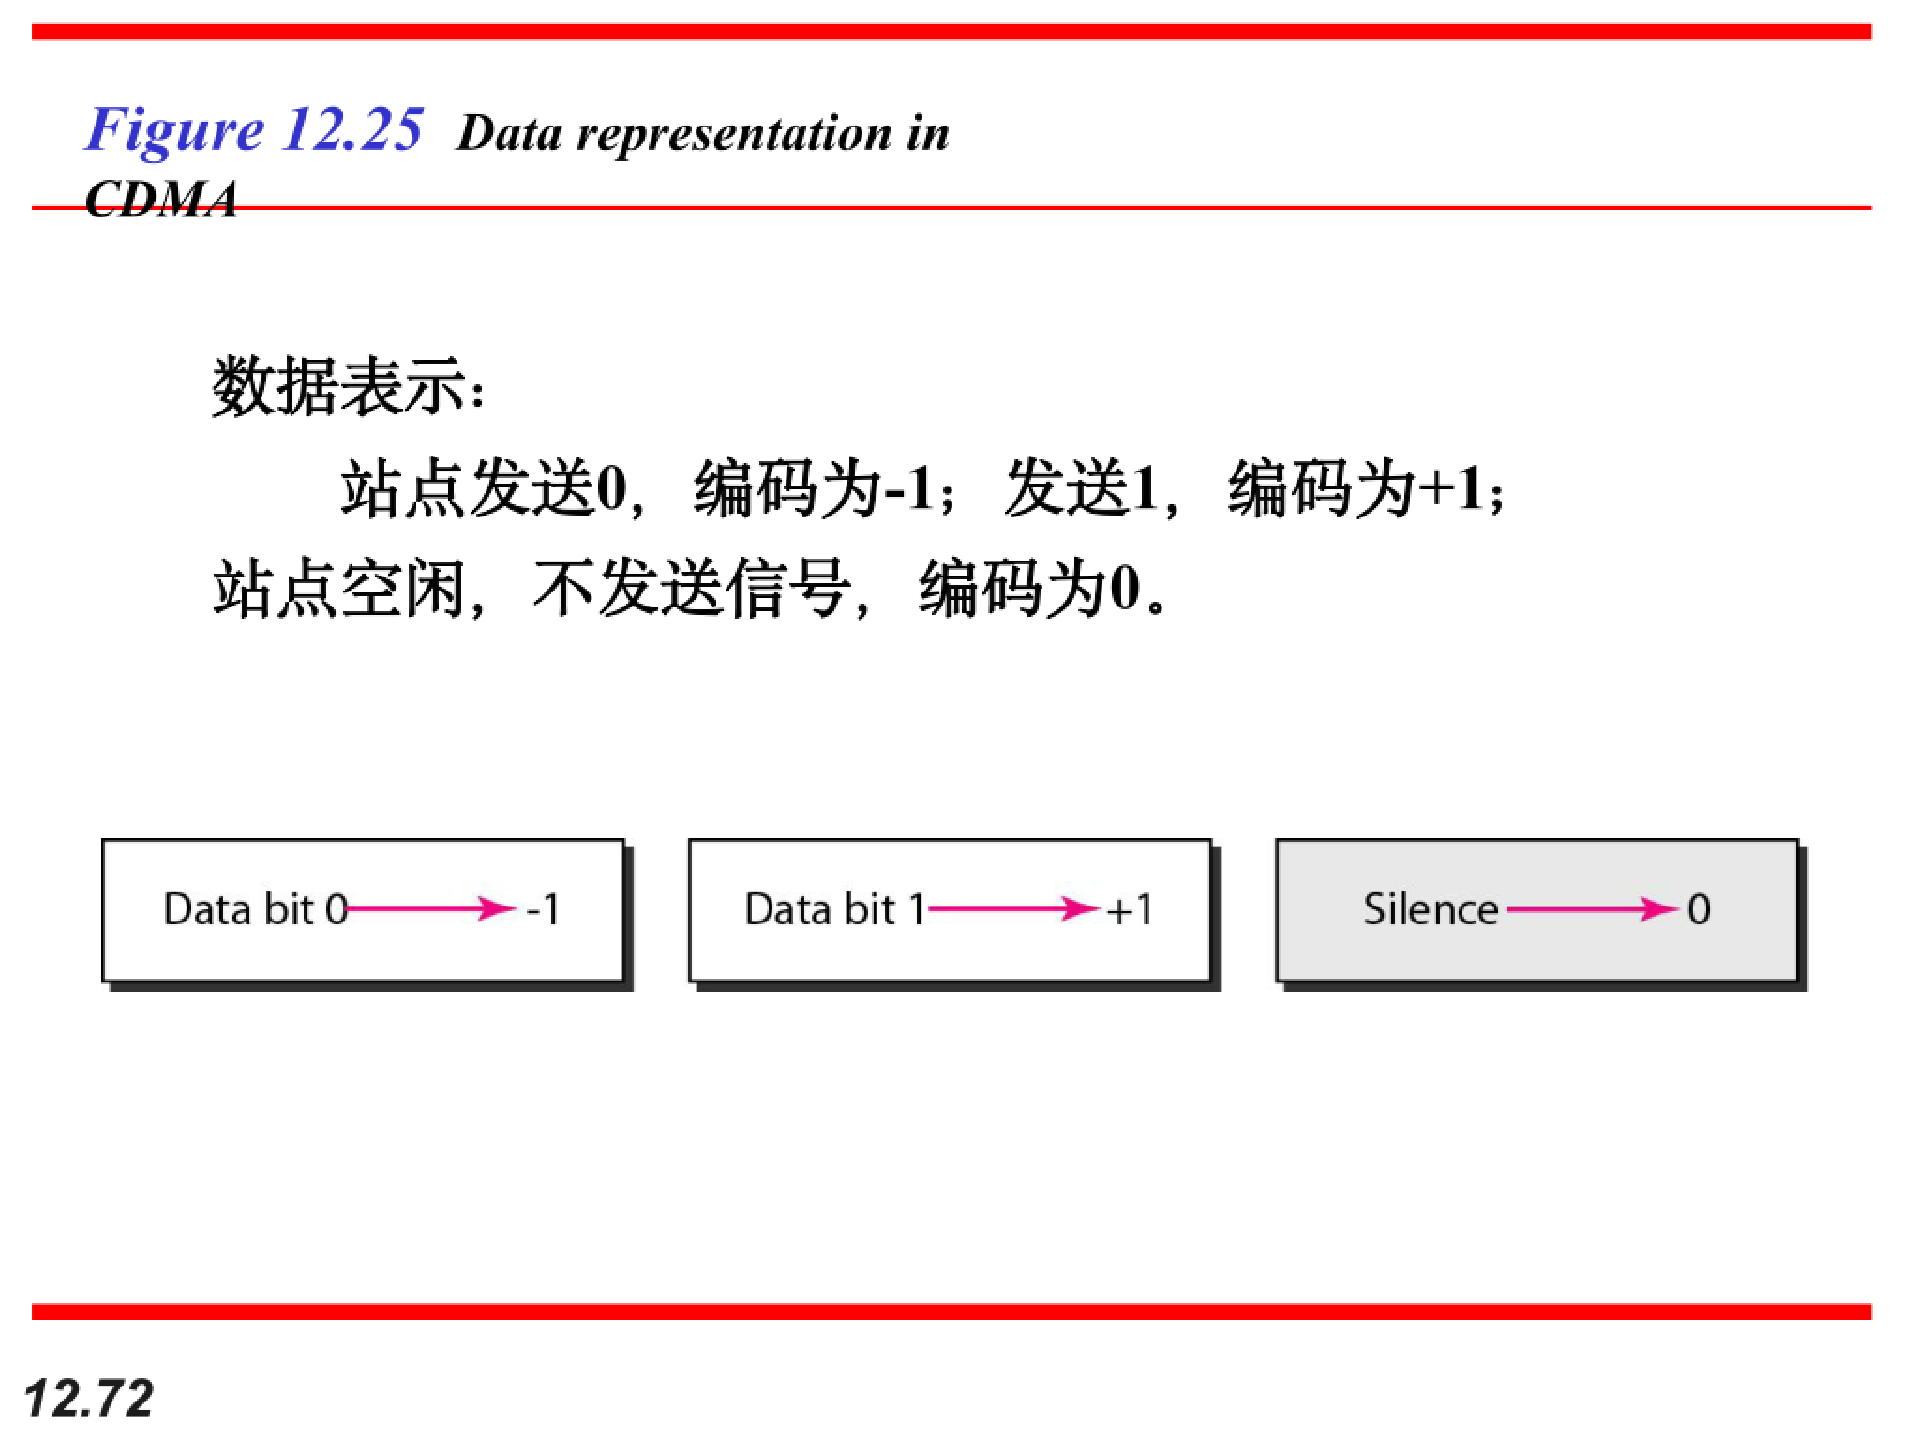 Figure 12.25 Data representation in
CDMA
数据表示：
站点发送0，编码为-1；发送1，编码为+1；
站点空闲，不发送信号，编码为0。
Data bit 0 -1
Data bit 1 +1
Silence 0
12.72